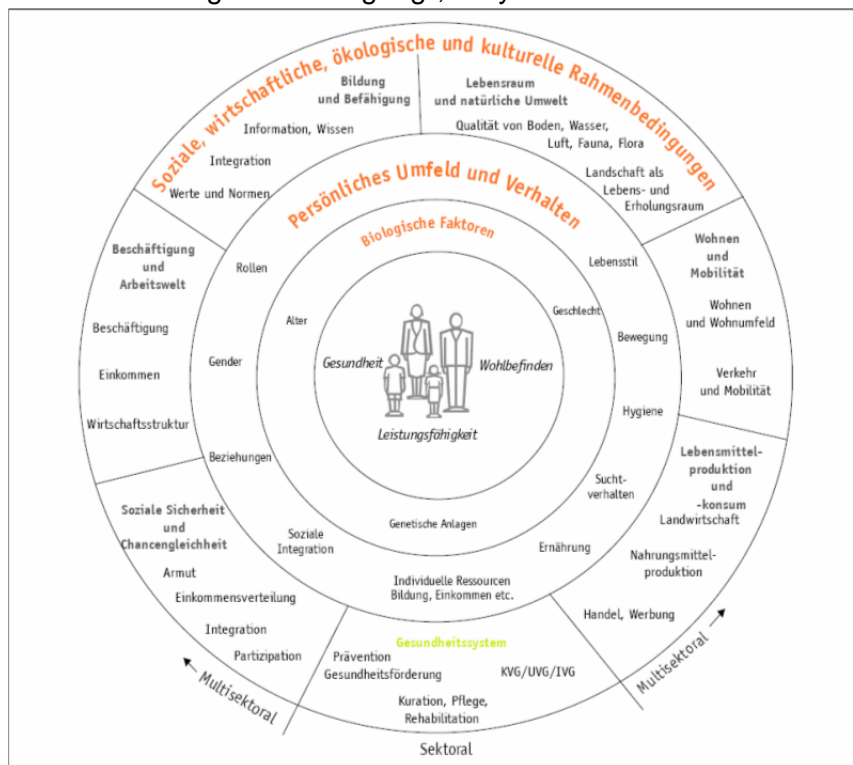 Soziale, wirtschaftliche, ökologische und kulturelle Rahmenbedingungen
Bildung
und Befähigung
Information, Wissen
Integration
Werte und Normen
Lebensraum
und natürliche Umwelt
Qualität von Boden, Wasser,
Luft, Fauna, Flora
Landschaft als
Lebens- und
Erholungsraum
Persönliches Umfeld und Verhalten
Biologische Faktoren
Beschäftigung
und
Arbeitswelt
Beschäftigung
Einkommen
Wirtschaftsstruktur
Rollen
Gender
Beziehungen
Soziale
Integration
Alter
Geschlecht
Genetische Anlagen
Gesundheit
Wohlbefinden
Leistungsfähigkeit
Lebensstil
Bewegung
Hygiene
Sucht-
verhalten
Ernährung
Individuelle Ressourcen
Bildung, Einkommen etc.
Wohnen
und
Mobilität
Wohnen
und Wohnumfeld
Verkehr
und Mobilität
Lebensmittel-
produktion
und
-konsum
Landwirtschaft
Nahrungsmittel-
produktion
Handel, Werbung
Soziale Sicherheit
und
Chancengleichheit
Armut
Einkommensverteilung
Integration
Partizipation
Gesundheitssystem
Prävention
Gesundheitsförderung
KVG/UVG/IVG
Kuration, Pflege,
Rehabilitation
Multisektoral
Sektoral
Multisektoral